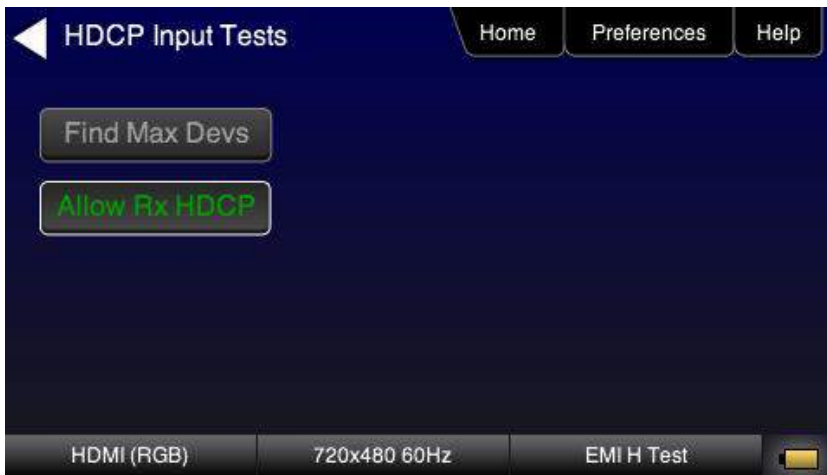 HDCP Input Tests
Home
Preferences
Help
Find Max Devs
Allow Rx HDCP
HDMI (RGB)
720x480 60Hz
EMI H Test